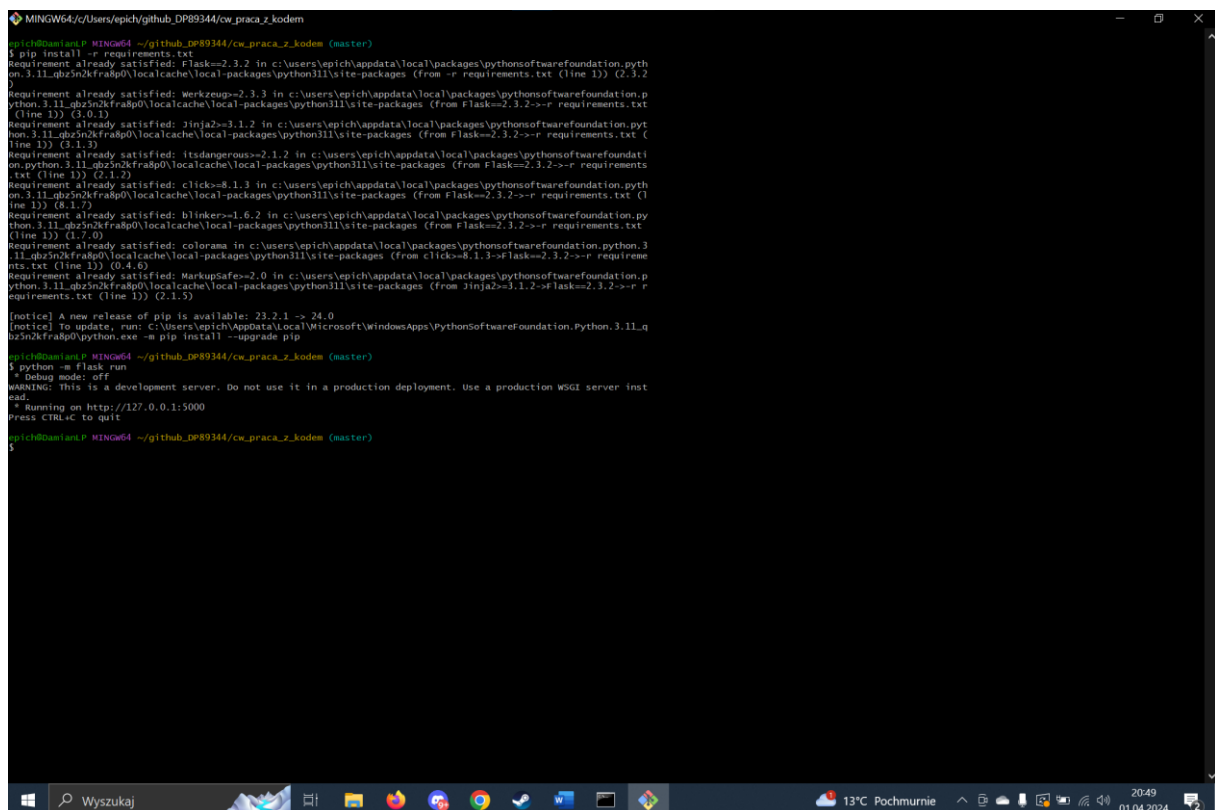 MINGW64:/c/Users/epich/github_DP89344/cw_praca_z_kodem
epich@DamianLP MINGW64 ~/github_DP89344/cw_praca_z_kodem (master)
$ pip install -r requirements.txt
Requirement already satisfied: Flask==2.3.2 in c:\users\epich\appdata\local\packages\pythonsoftwarefoundation.pyth
on.3.11_qbz5n2kfra8p0\localcache\local-packages\python311\site-packages (from -r requirements.txt (line 1)) (2.3.2
)
Requirement already satisfied: Werkzeug>=2.3.3 in c:\users\epich\appdata\local\packages\pythonsoftwarefoundation.p
ython.3.11_qbz5n2kfra8p0\localcache\local-packages\python311\site-packages (from Flask==2.3.2->-r requirements.txt
(line 1)) (3.0.1)
Requirement already satisfied: Jinja2>=3.1.2 in c:\users\epich\appdata\local\packages\pythonsoftwarefoundation.pyt
hon.3.11_qbz5n2kfra8p0\localcache\local-packages\python311\site-packages (from Flask==2.3.2->-r requirements.txt (
line 1)) (3.1.3)
Requirement already satisfied: itsdangerous>=2.1.2 in c:\users\epich\appdata\local\packages\pythonsoftwarefoundati
on.python.3.11_qbz5n2kfra8p0\localcache\local-packages\python311\site-packages (from Flask==2.3.2->-r requirements
.txt (line 1)) (2.1.2)
Requirement already satisfied: click>=8.1.3 in c:\users\epich\appdata\local\packages\pythonsoftwarefoundation.pyth
on.3.11_qbz5n2kfra8p0\localcache\local-packages\python311\site-packages (from Flask==2.3.2->-r requirements.txt (l
ine 1)) (8.1.7)
Requirement already satisfied: blinker>=1.6.2 in c:\users\epich\appdata\local\packages\pythonsoftwarefoundation.py
thon.3.11_qbz5n2kfra8p0\localcache\local-packages\python311\site-packages (from Flask==2.3.2->-r requirements.txt
(line 1)) (1.7.0)
Requirement already satisfied: colorama in c:\users\epich\appdata\local\packages\pythonsoftwarefoundation.python.3
.11_qbz5n2kfra8p0\localcache\local-packages\python311\site-packages (from click>=8.1.3->Flask==2.3.2->-r requireme
nts.txt (line 1)) (0.4.6)
Requirement already satisfied: MarkupSafe>=2.0 in c:\users\epich\appdata\local\packages\pythonsoftwarefoundation.p
ython.3.11_qbz5n2kfra8p0\localcache\local-packages\python311\site-packages (from Jinja2>=3.1.2->Flask==2.3.2->-r r
equirements.txt (line 1)) (2.1.5)
[notice] A new release of pip is available: 23.2.1 -> 24.0
[notice] To update, run: C:\Users\epich\AppData\Local\Microsoft\WindowsApps\PythonSoftwareFoundation.Python.3.11_q
bz5n2kfra8p0\python.exe -m pip install --upgrade pip
epich@DamianLP MINGW64 ~/github_DP89344/cw_praca_z_kodem (master)
$ python -m flask run
* Debug mode: off
WARNING: This is a development server. Do not use it in a production deployment. Use a production WSGI server inst
ead.
* Running on http://127.0.0.1:5000
Press CTRL+C to quit
epich@DamianLP MINGW64 ~/github_DP89344/cw_praca_z_kodem (master)
$
Wyszukaj
13°C Pochmurnie
20:49
01.04.2024